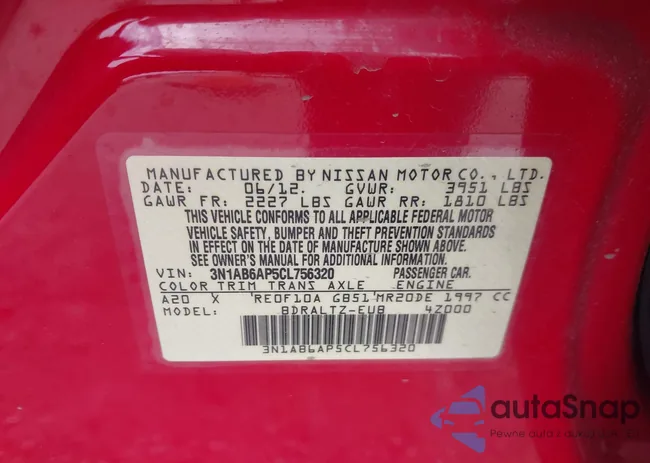 MANUFACTURED BY NISSAN MOTOR CO., LTD.
DATE: 06/12. GVWR: 3951 LBS
GAWR FR: 2227 LBS GAWR RR: 1810 LBS
THIS VEHICLE CONFORMS TO ALL APPLICABLE FEDERAL MOTOR
VEHICLE SAFETY, BUMPER AND THEFT PREVENTION STANDARDS
IN EFFECT ON THE DATE OF MANUFACTURE SHOWN ABOVE.
SEE OWNER'S MANUAL FOR ADDITIONAL INFORMATION.
VIN: 3N1AB6AP5CL756320 PASSENGER CAR.
COLOR TRIM TRANS AXLE ENGINE
A20 X 'RE0F10A GB51'MR20DE 1997 CC
MODEL: BDRALTZ-EUB 4Z000
3N1AB6AP5CL756320
autaSnap
Pewne auta z